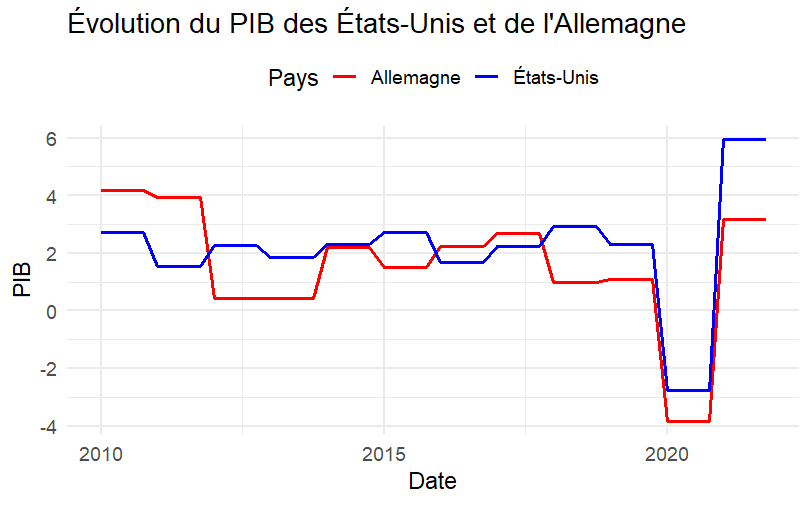 Évolution du PIB des États-Unis et de l'Allemagne
Pays Allemagne États-Unis
6
4
2
0
-2
-4
PIB
2010 2015 2020
Date